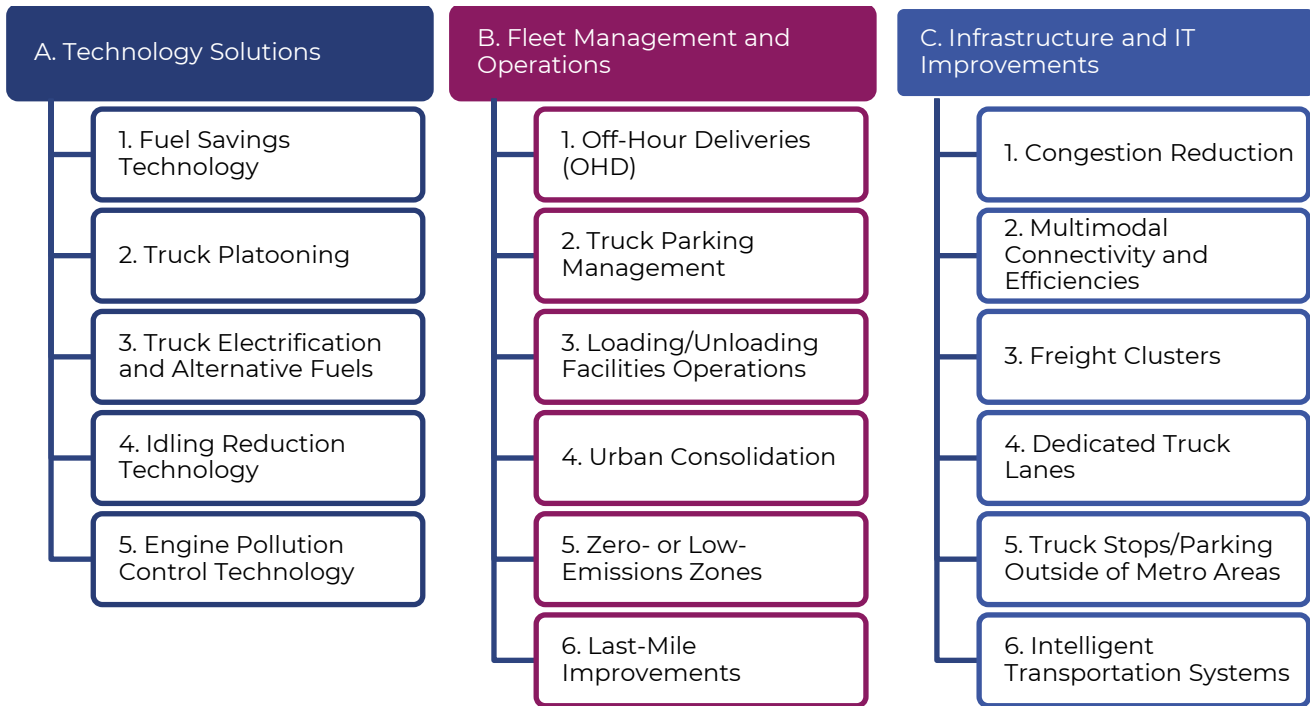 A. Technology Solutions
1. Fuel Savings
Technology
2. Truck Platooning
3. Truck Electrification
and Alternative Fuels
4. Idling Reduction
Technology
5. Engine Pollution
Control Technology
B. Fleet Management and
Operations
1. Off-Hour Deliveries
(OHD)
2. Truck Parking
Management
3. Loading/Unloading
Facilities Operations
4. Urban Consolidation
5. Zero- or Low-
Emissions Zones
6. Last-Mile
Improvements
C. Infrastructure and IT
Improvements
1. Congestion Reduction
2. Multimodal
Connectivity and
Efficiencies
3. Freight Clusters
4. Dedicated Truck
Lanes
5. Truck Stops/Parking
Outside of Metro Areas
6. Intelligent
Transportation Systems